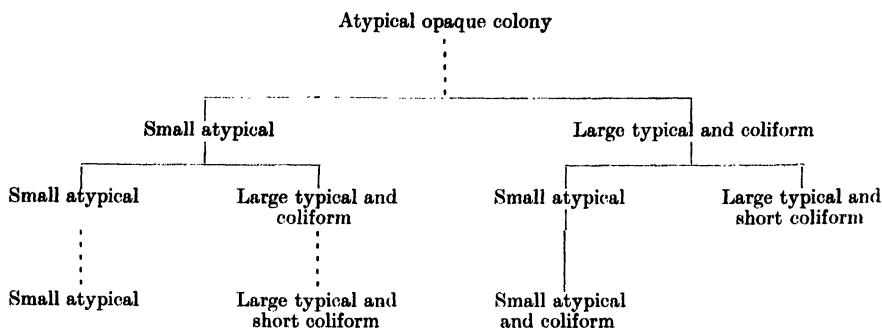 Atypical opaque colony
Small atypical
Large typical and coliform
Small atypical
Large typical and
coliform
Small atypical
Large typical and
short coliform
Small atypical
Large typical and
short coliform
Small atypical
and coliform